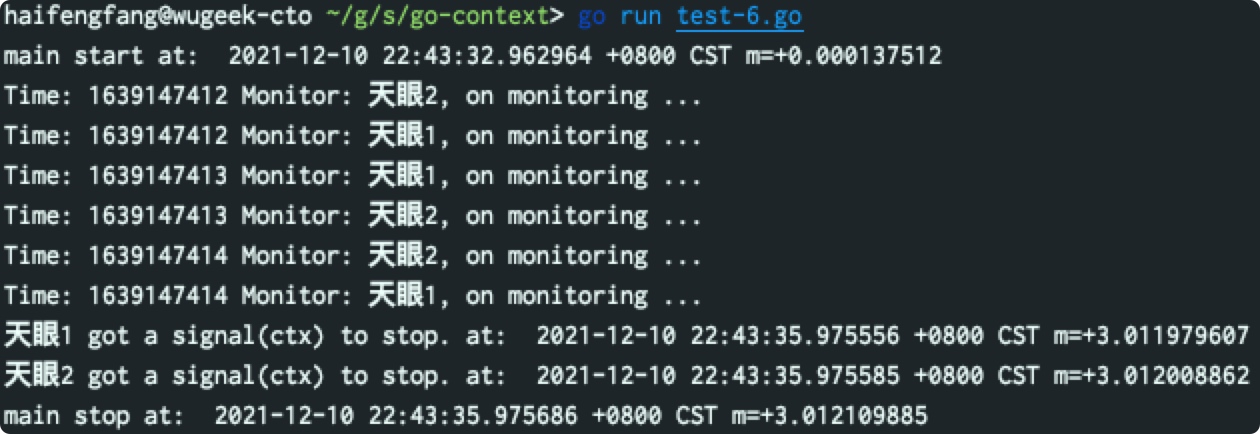 haifengfang@wugeek-cto ~/g/s/go-context> go run test-6.go
main start at:  2021-12-10 22:43:32.962964 +0800 CST m=+0.000137512
Time: 1639147412 Monitor: 天眼2, on monitoring ...
Time: 1639147412 Monitor: 天眼1, on monitoring ...
Time: 1639147413 Monitor: 天眼1, on monitoring ...
Time: 1639147413 Monitor: 天眼2, on monitoring ...
Time: 1639147414 Monitor: 天眼2, on monitoring ...
Time: 1639147414 Monitor: 天眼1, on monitoring ...
天眼1 got a signal(ctx) to stop. at:  2021-12-10 22:43:35.975556 +0800 CST m=+3.011979607
天眼2 got a signal(ctx) to stop. at:  2021-12-10 22:43:35.975585 +0800 CST m=+3.012008862
main stop at:  2021-12-10 22:43:35.975686 +0800 CST m=+3.012109885